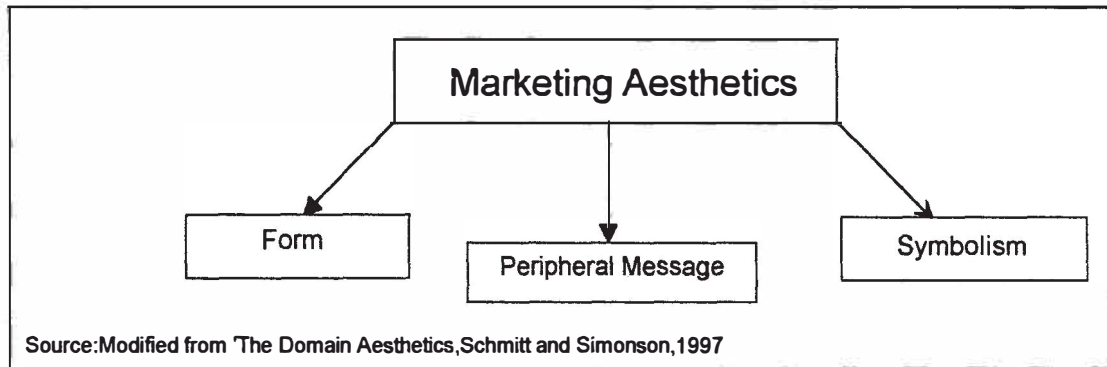 Marketing Aesthetics
Form
Peripheral Message
Symbolism
Source:Modified from 'The Domain Aesthetics,Schmitt and Simonson,1997